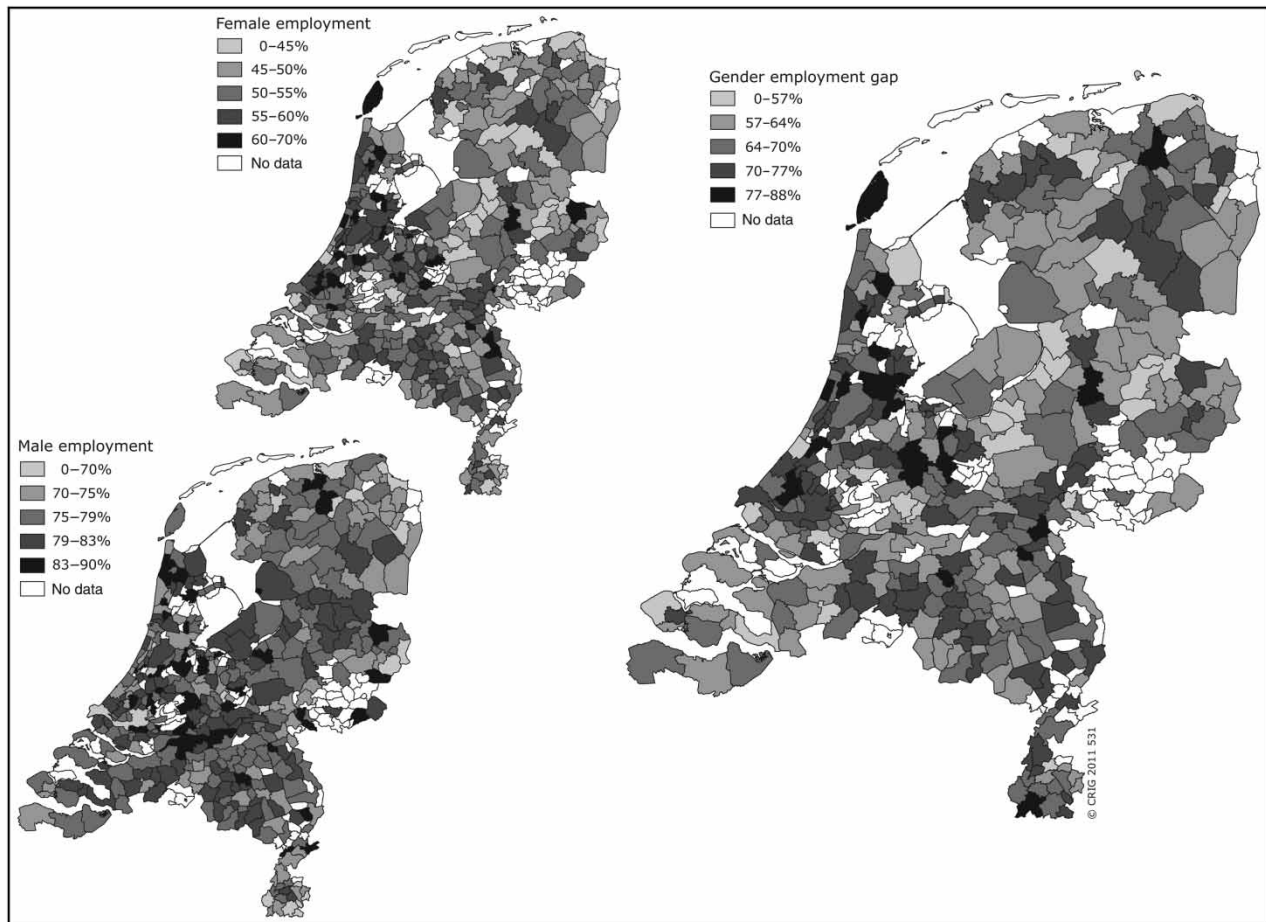 Female employment
0–45%
45–50%
50–55%
55–60%
60–70%
No data
Gender employment gap
0–57%
57–64%
64–70%
70–77%
77–88%
No data
Male employment
0–70%
70–75%
75–79%
79–83%
83–90%
No data
© CRIG 2011 531